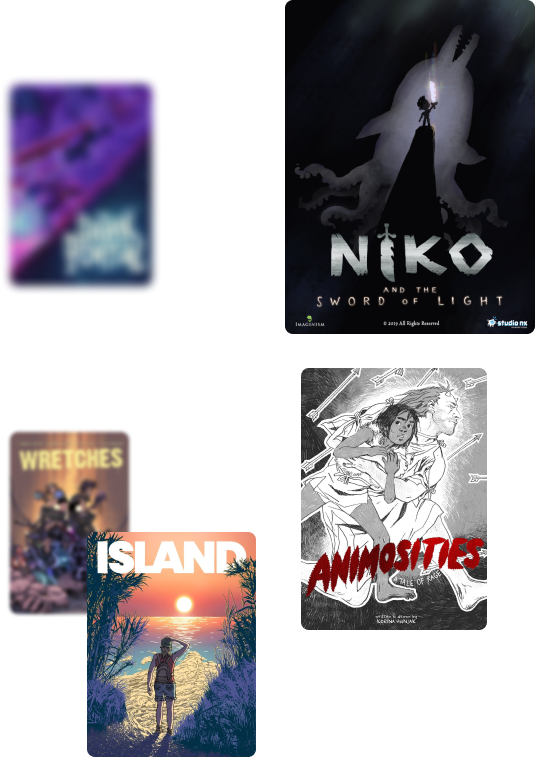 NIKO
AND THE
SWORD OF LIGHT
IMAGINISM
© 2019 All Rights Reserved
studio nx
WRETCHES
ISLAND
ANIMOSITIES
A TALE OF RAGE
written & drawn by